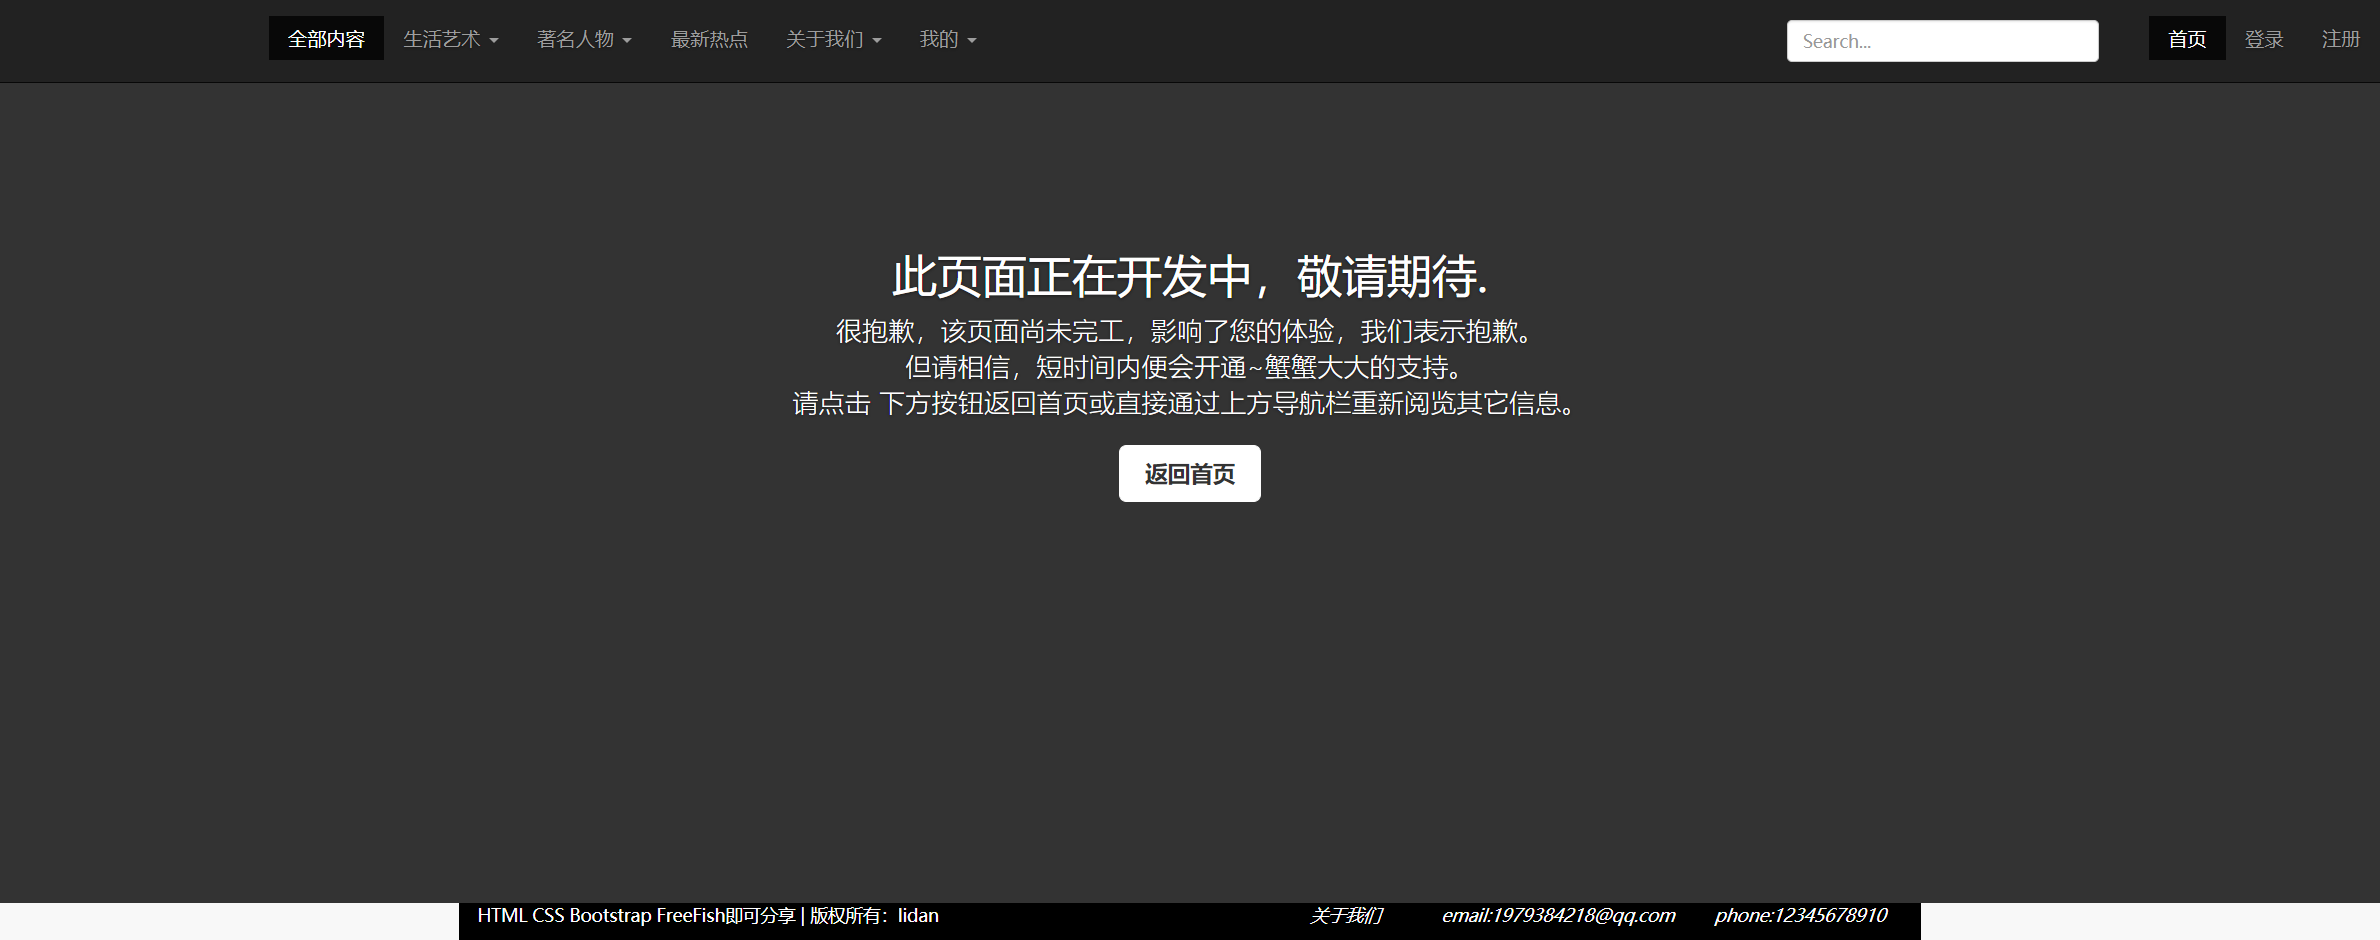 全部内容 生活艺术 著名人物 最新热点 关于我们 我的 Search... 首页 登录 注册
此页面正在开发中，敬请期待.
很抱歉，该页面尚未完工，影响了您的体验，我们表示抱歉。
但请相信，短时间内便会开通~蟹蟹大大的支持。
请点击 下方按钮返回首页或直接通过上方导航栏重新阅览其它信息。
返回首页
HTML CSS Bootstrap FreeFish即可分享 | 版权所有：lidan 关于我们 email:1979384218@qq.com phone:12345678910